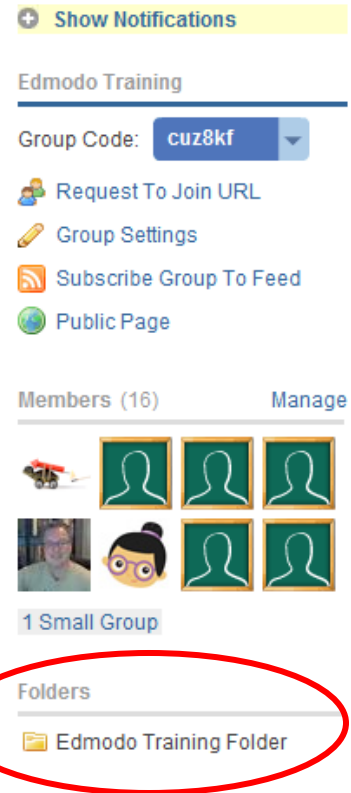 Show Notifications
Edmodo Training
Group Code: cuz8kf
Request To Join URL
Group Settings
Subscribe Group To Feed
Public Page
Members (16) Manage
1 Small Group
Folders
Edmodo Training Folder